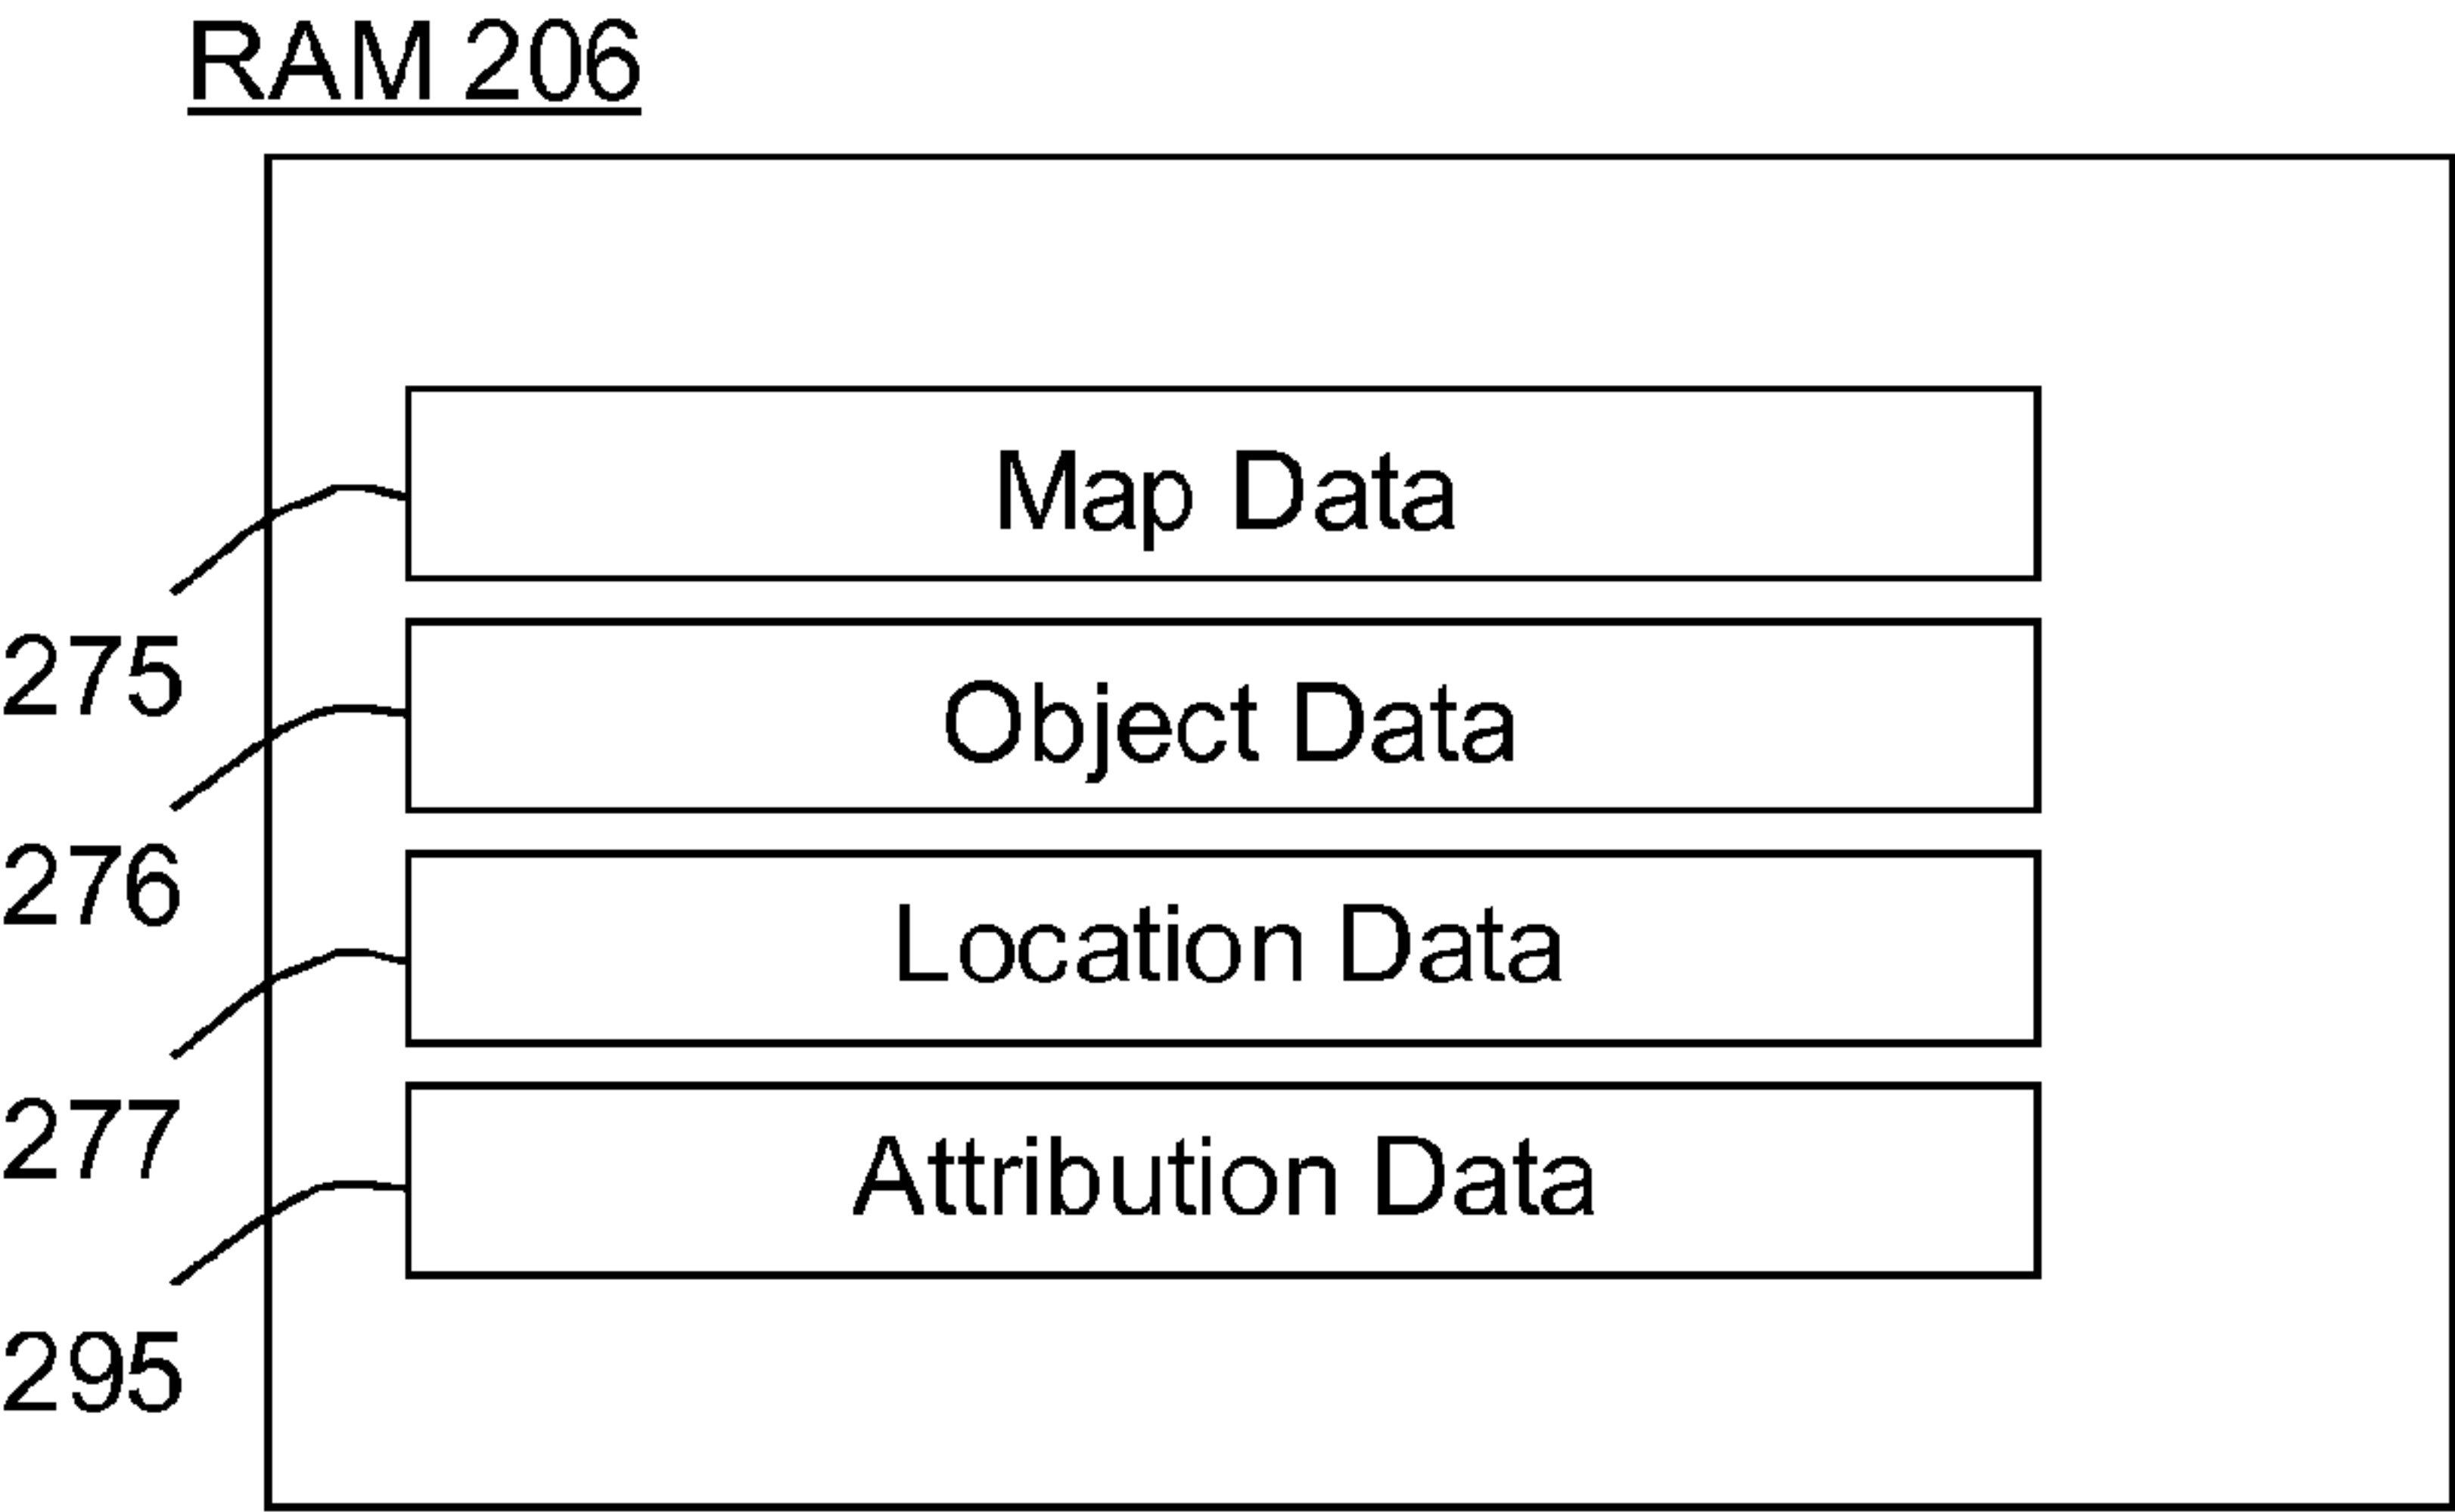 RAM 206
Map Data
275
Object Data
276
Location Data
277
Attribution Data
295